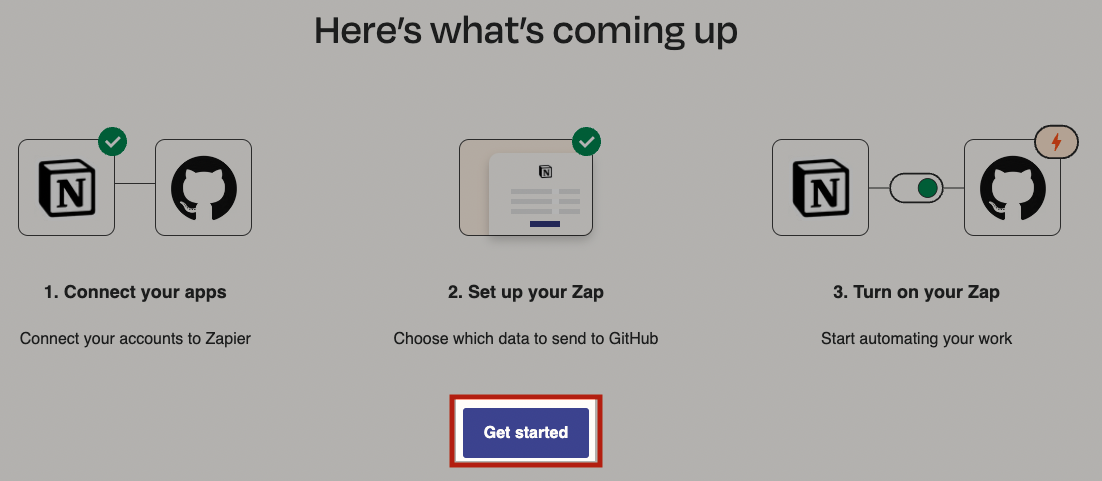 Here's what's coming up
1. Connect your apps
Connect your accounts to Zapier
2. Set up your Zap
Choose which data to send to GitHub
3. Turn on your Zap
Start automating your work
Get started